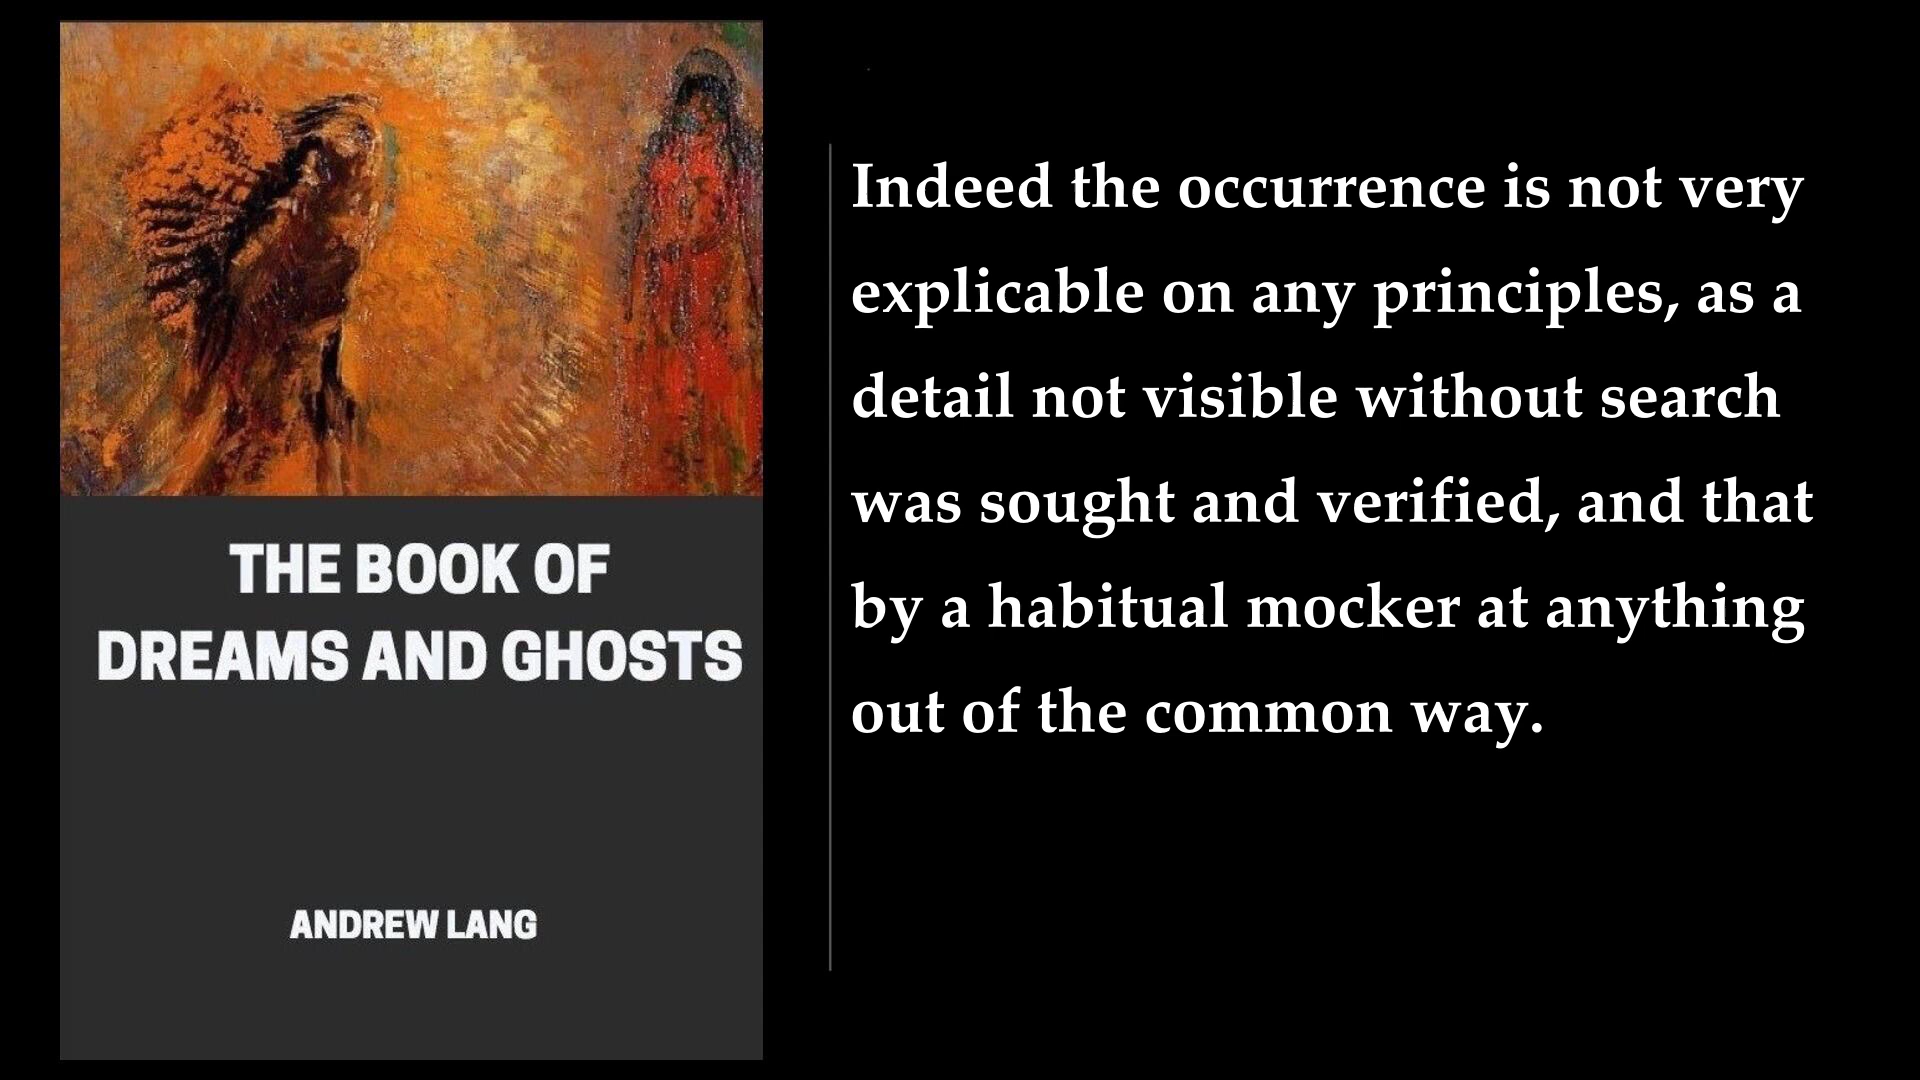 THE BOOK OF
DREAMS AND GHOSTS
ANDREW LANG
Indeed the occurrence is not very
explicable on any principles, as a
detail not visible without search
was sought and verified, and that
by a habitual mocker at anything
out of the common way.